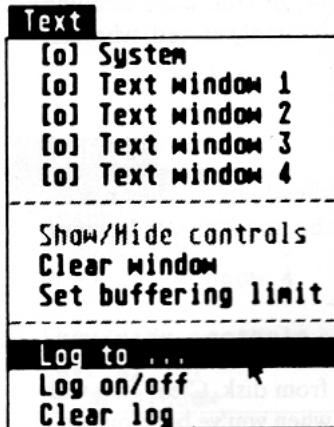 Text
[o] System
[o] Text window 1
[o] Text window 2
[o] Text window 3
[o] Text window 4
Show/Hide controls
Clear window
Set buffering limit
Log to ...
Log on/off
Clear log